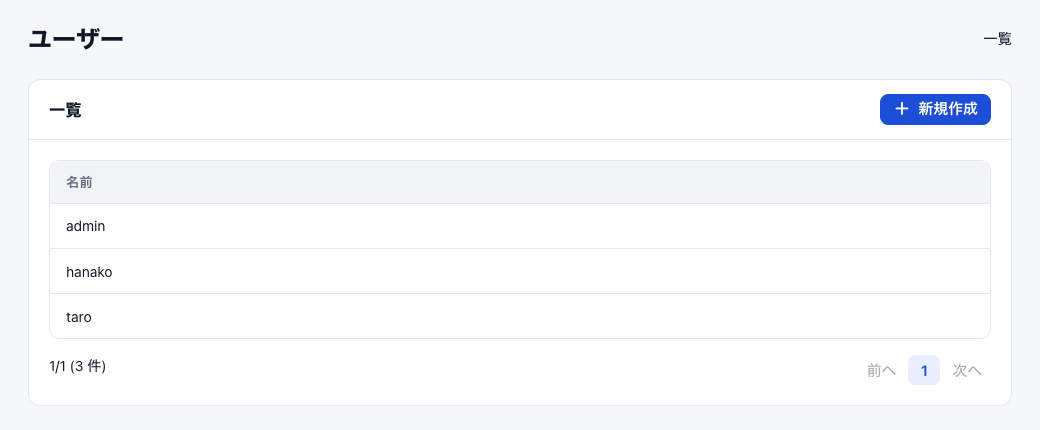 ユーザー
一覧
一覧
新規作成
名前
admin
hanako
taro
1/1 (3 件)
前へ 1 次へ